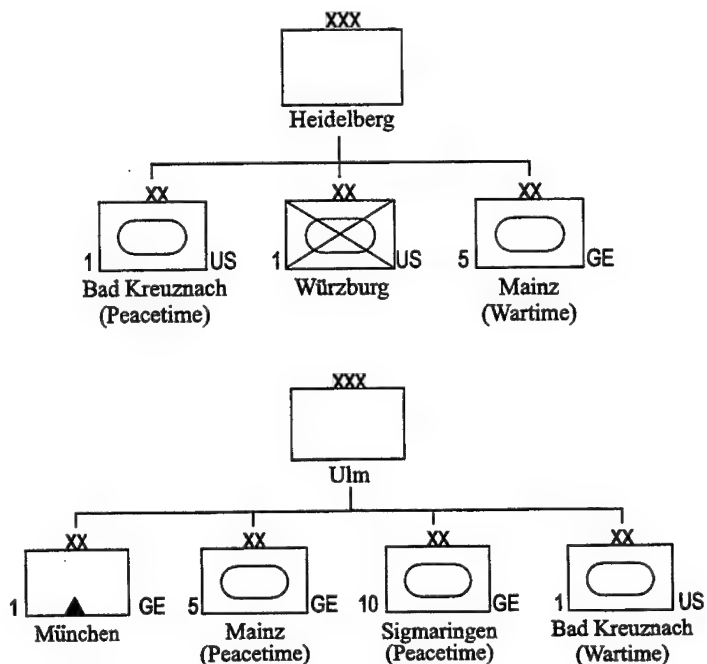 XXX
Heidelberg
XX XX XX
1 US 1 US 5 GE
Bad Kreuznach Würzburg Mainz
(Peacetime) (Wartime)
XXX
Ulm
XX XX XX XX
1 GE 5 GE 10 GE 1 US
München Mainz Sigmaringen Bad Kreuznach
(Peacetime) (Peacetime) (Wartime)